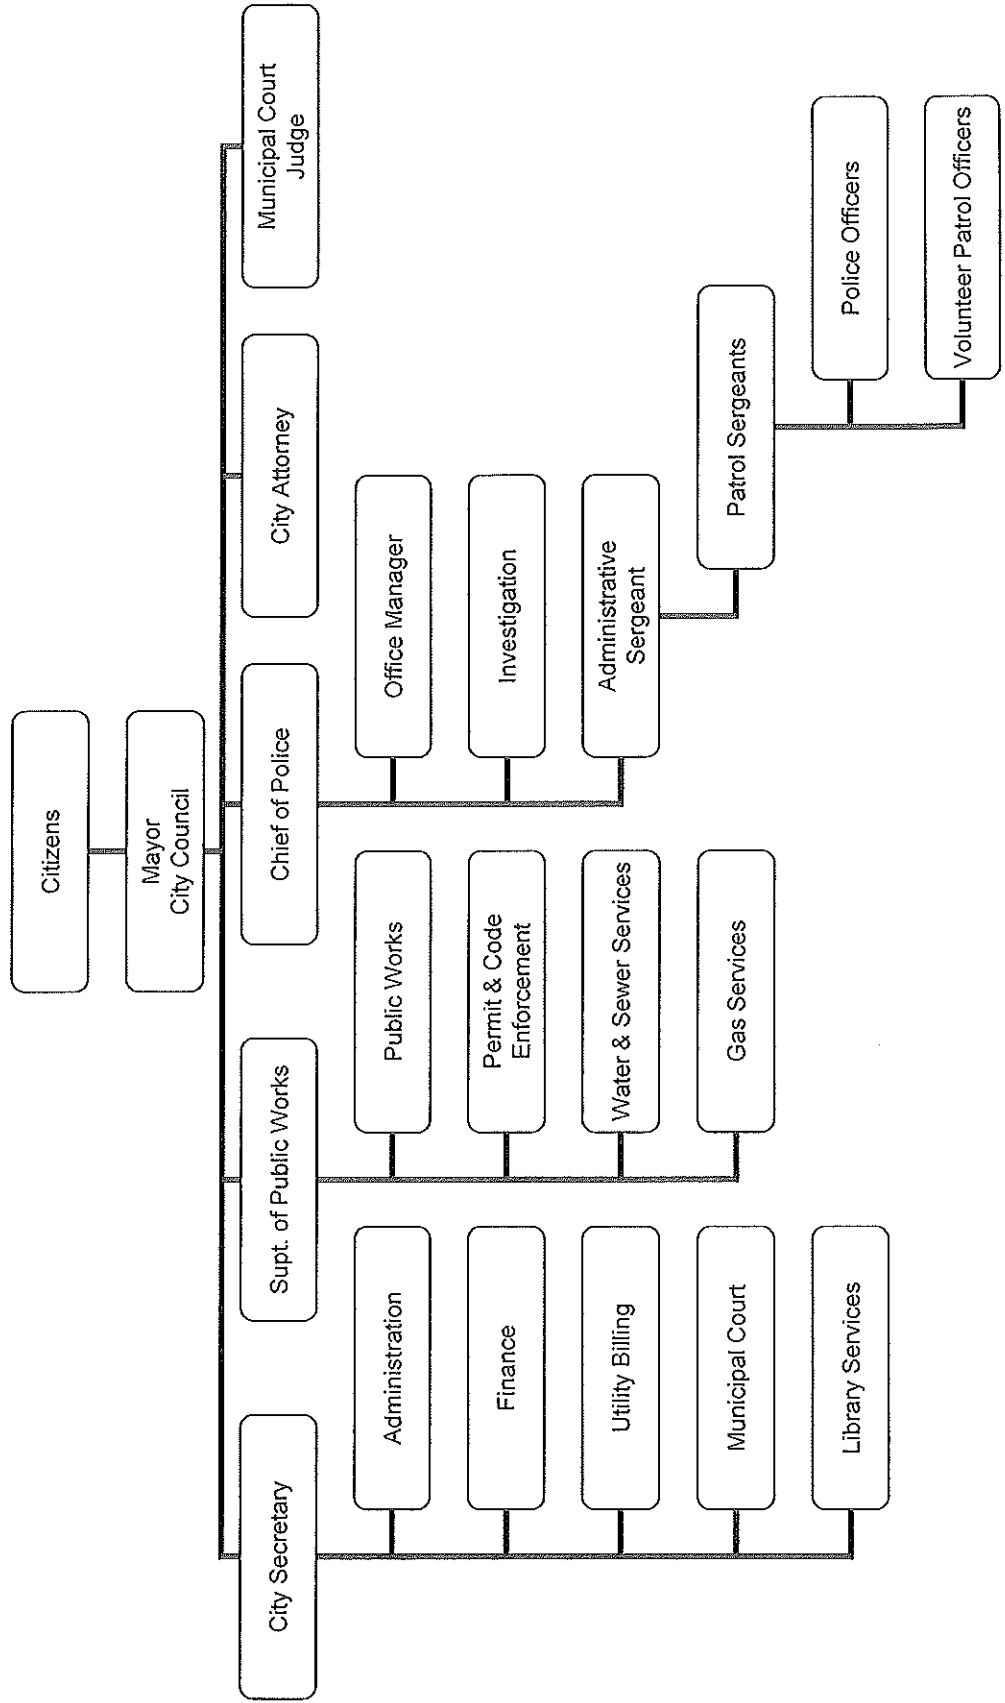 Citizens
Mayor
City Council
City Secretary
Supt. of Public Works
Chief of Police
City Attorney
Municipal Court
Judge
Administration
Finance
Utility Billing
Municipal Court
Library Services
Public Works
Permit & Code
Enforcement
Water & Sewer Services
Gas Services
Office Manager
Investigation
Administrative
Sergeant
Patrol Sergeants
Police Officers
Volunteer Patrol Officers